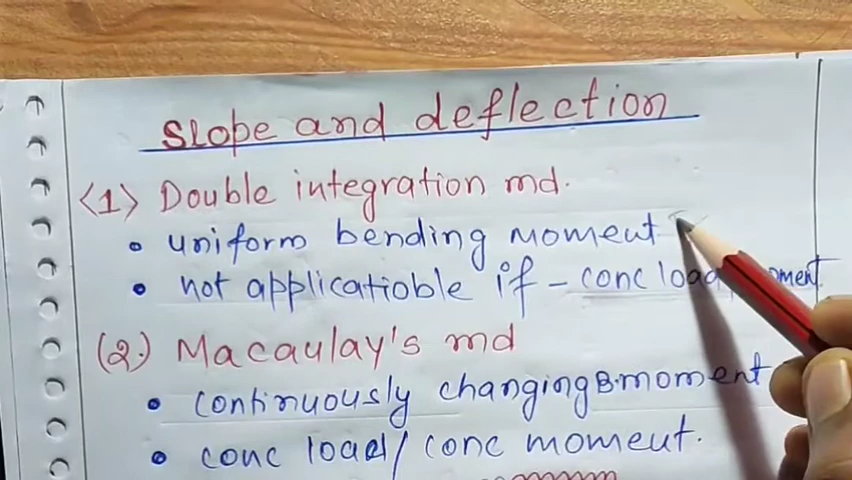 Slope and deflection
<1> Double integration md.
• uniform bending moment
• not applicatioble if - conc load, moment
(2.) Macaulay's md
• continuously changing B.moment
• conc load/ conc moment.